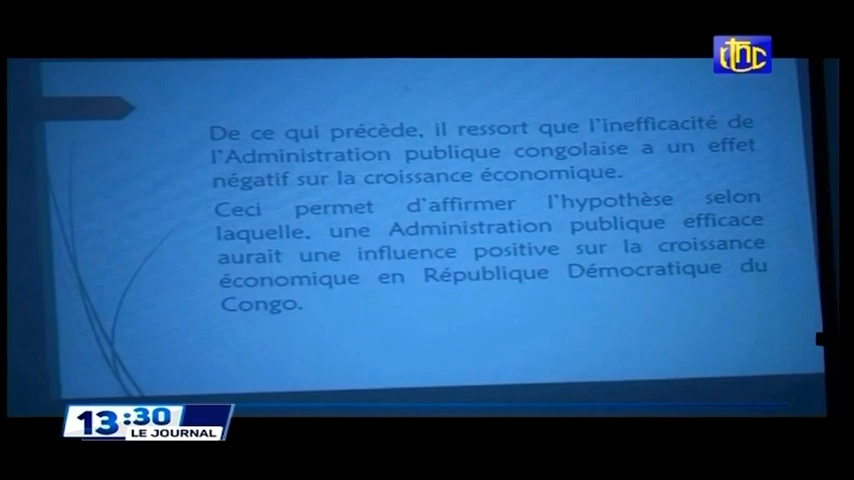 rtnc
De ce qui précède, il ressort que l'inefficacité de
l'Administration publique congolaise a un effet
négatif sur la croissance économique.
Ceci permet d'affirmer l'hypothèse selon
laquelle, une Administration publique efficace
aurait une influence positive sur la croissance
économique en République Démocratique du
Congo.
13:30
LE JOURNAL